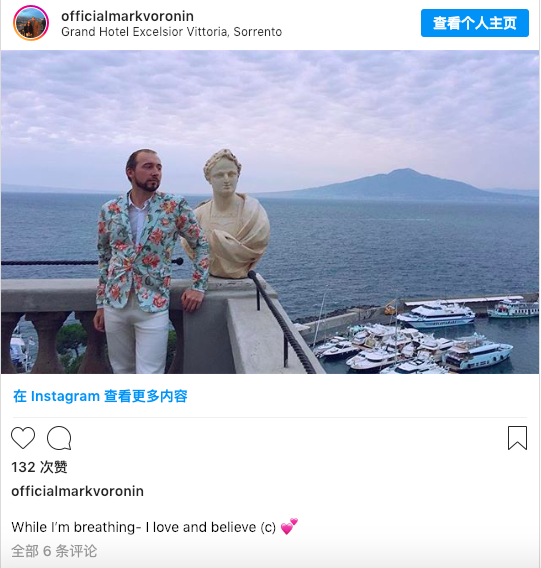 officialmarkvoronin
Grand Hotel Excelsior Vittoria, Sorrento
查看个人主页
在 Instagram 查看更多内容
132 次赞
officialmarkvoronin
While I’m breathing- I love and believe (c) 💕
全部 6 条评论